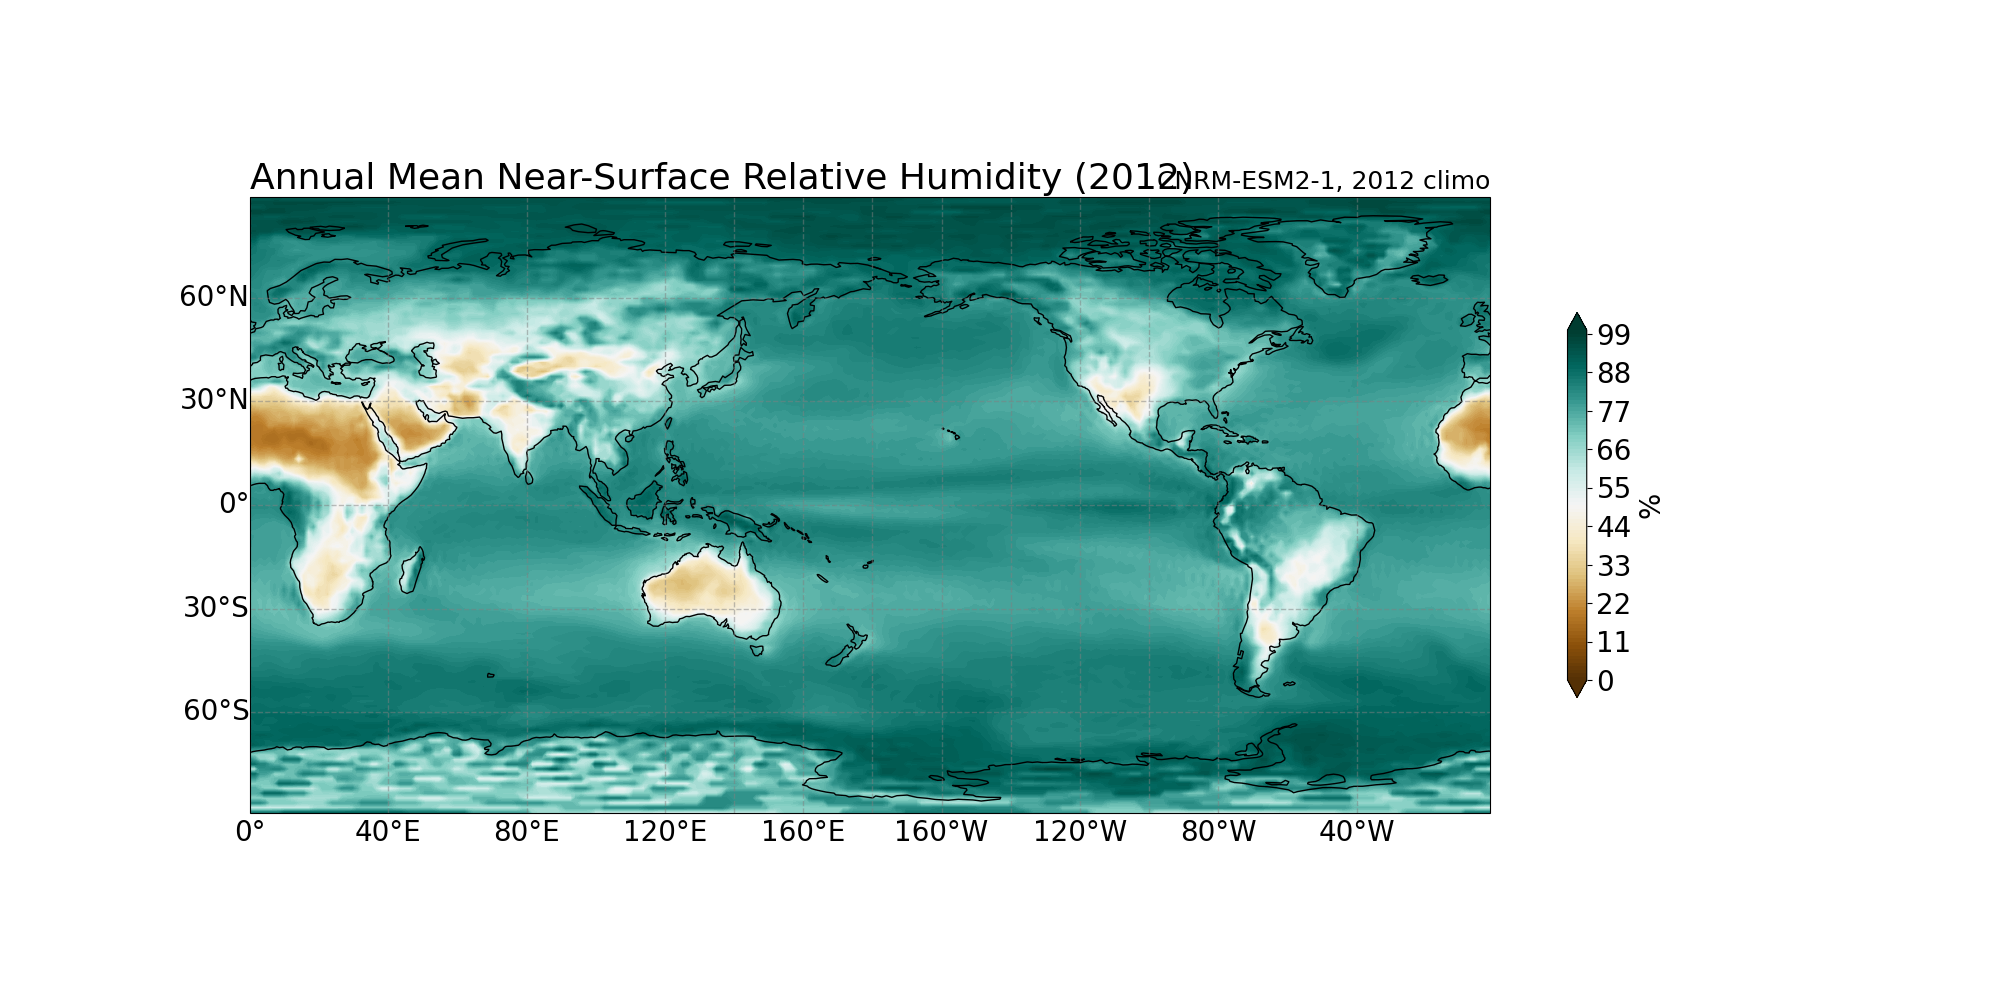 Annual Mean Near-Surface Relative Humidity (2012)
CNRM-ESM2-1, 2012 climo
60°N
30°N
0°
30°S
60°S
0° 40°E 80°E 120°E 160°E 160°W 120°W 80°W 40°W
99
88
77
66
55
44
33
22
11
0
%